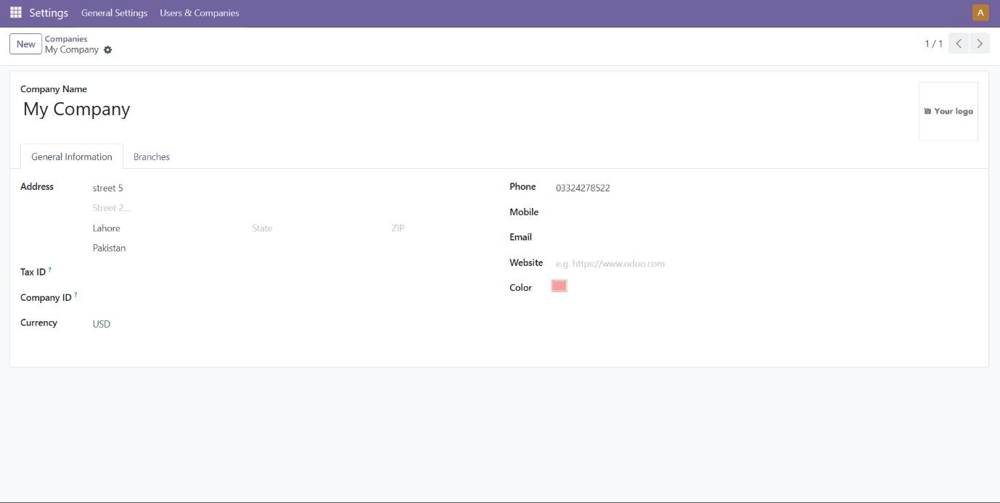 Settings General Settings Users & Companies A
New Companies 1 / 1
My Company
Company Name
My Company
Your logo
General Information Branches
Address street 5 Phone 03324278522
Street 2...
Mobile
Lahore State ZIP
Email
Pakistan
Website e.g. https://www.odoo.com
Tax ID ?
Color
Company ID ?
Currency USD